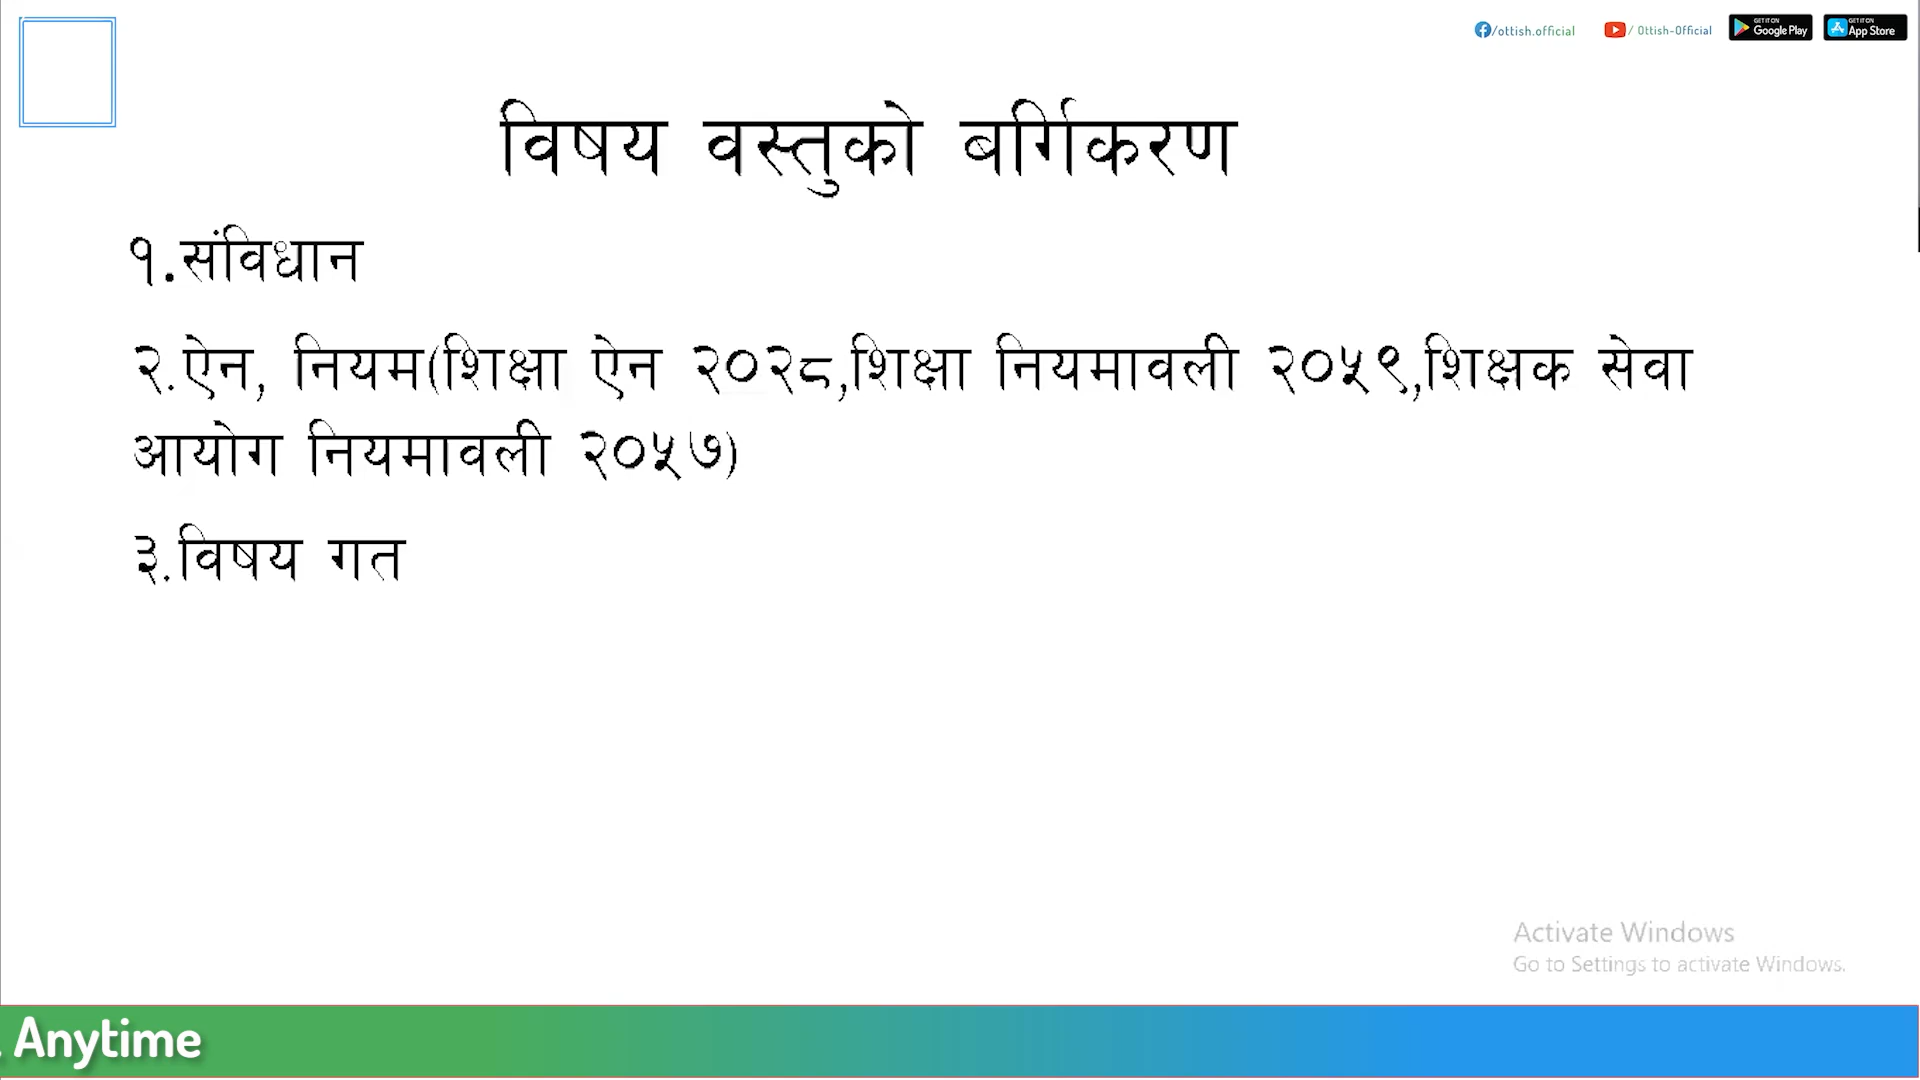 /ottish.official / Ottish-Official GET IT ON Google Play GET IT ON App Store
विषय वस्तुको बर्गिकरण
१.संविधान
२.ऐन, नियम(शिक्षा ऐन २०२८,शिक्षा नियमावली २०५९,शिक्षक सेवा
आयोग नियमावली २०५७)
३.विषय गत
Activate Windows
Go to Settings to activate Windows.
, Anytime